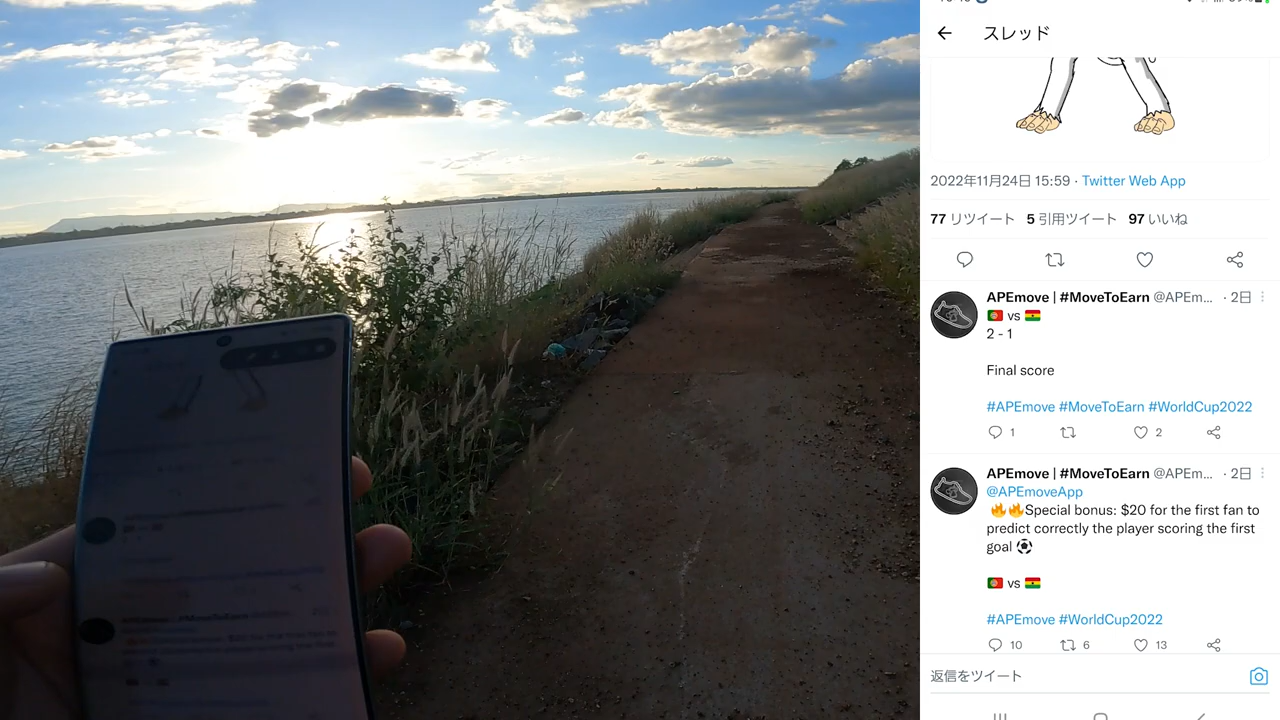 スレッド
2022年11月24日 15:59 · Twitter Web App
77 リツイート 5 引用ツイート 97 いいね
APEmove | #MoveToEarn @APEm... · 2日
🇵🇹 vs 🇬🇭
2 - 1
Final score
#APEmove #MoveToEarn #WorldCup2022
1 2
APEmove | #MoveToEarn @APEm... · 2日
@APEmoveApp
🔥🔥Special bonus: $20 for the first fan to
predict correctly the player scoring the first
goal ⚽
🇵🇹 vs 🇬🇭
#APEmove #WorldCup2022
10 6 13
返信をツイート